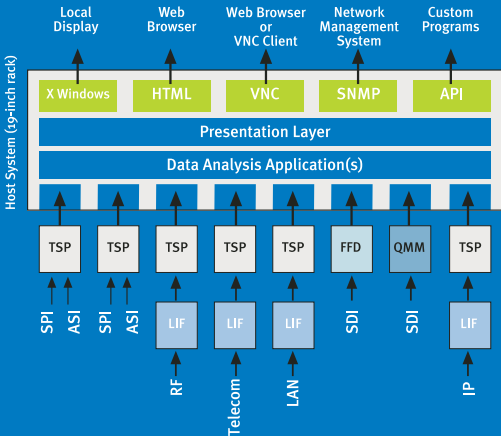 Local
Display
Web
Browser
Web Browser
or
VNC Client
Network
Management
System
Custom
Programs
Host System (19-inch rack)
X Windows
HTML
VNC
SNMP
API
Presentation Layer
Data Analysis Application(s)
TSP
TSP
TSP
TSP
TSP
FFD
QMM
TSP
SPI
ASI
SPI
ASI
LIF
LIF
LIF
SDI
SDI
LIF
RF
Telecom
LAN
IP